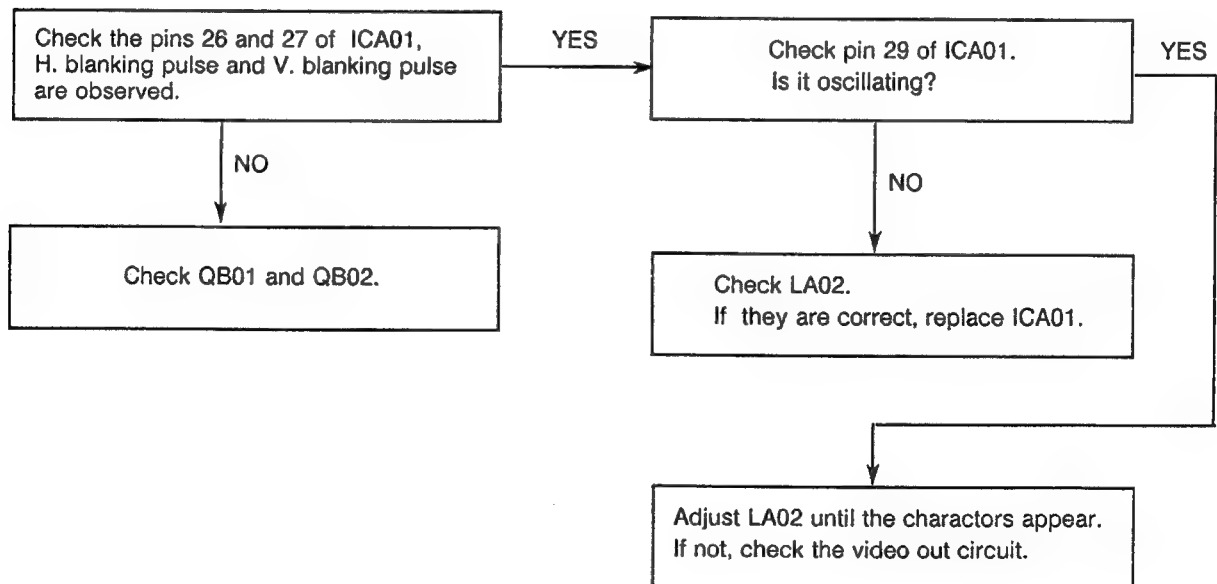 Check the pins 26 and 27 of ICA01,
H. blanking pulse and V. blanking pulse
are observed.
YES
Check pin 29 of ICA01.
Is it oscillating?
YES
NO
Check QB01 and QB02.
NO
Check LA02.
If they are correct, replace ICA01.
Adjust LA02 until the charactors appear.
If not, check the video out circuit.